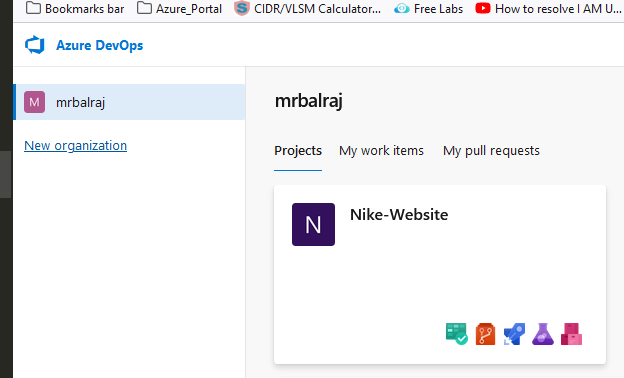 Bookmarks bar Azure_Portal CIDR/VLSM Calculator... Free Labs How to resolve I AM U...
Azure DevOps
M mrbalraj
New organization
mrbalraj
Projects My work items My pull requests
N Nike-Website